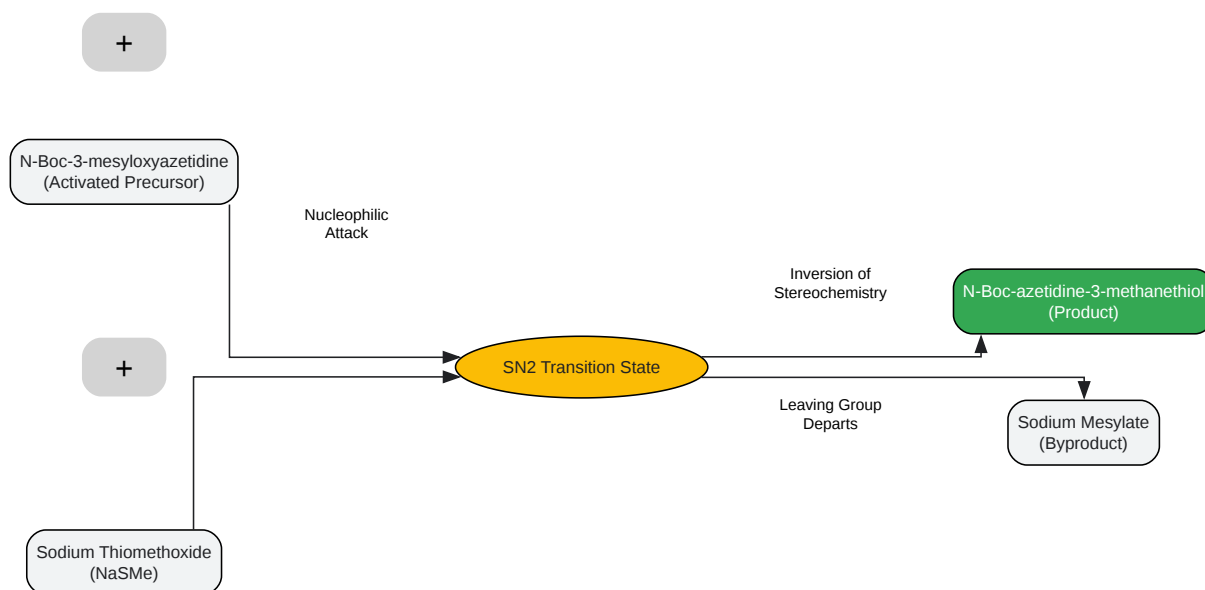 +
N-Boc-3-mesyloxyazetidine
(Activated Precursor)
Nucleophilic
Attack
Inversion of
Stereochemistry
N-Boc-azetidine-3-methanethiol
(Product)
+
SN2 Transition State
Leaving Group
Departs
Sodium Mesylate
(Byproduct)
Sodium Thiomethoxide
(NaSMe)